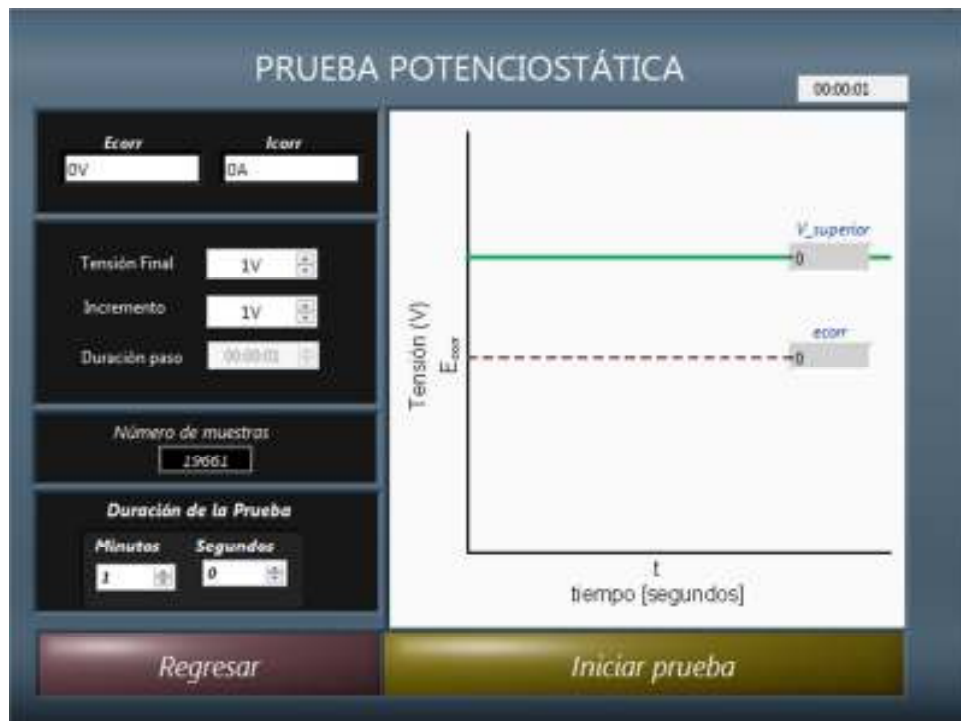 PRUEBA POTENCIOSTÁTICA
00:00:01
Ecorr Icorr
0V 0A
Tensión Final 1V
Incremento 1V
Duración paso 00:00:01
Número de muestras
19661
Duración de la Prueba
Minutos Segundos
1 0
V_superior
0
ecorr
0
Tensión (V)
Ecorr
t
tiempo [segundos]
Regresar
Iniciar prueba